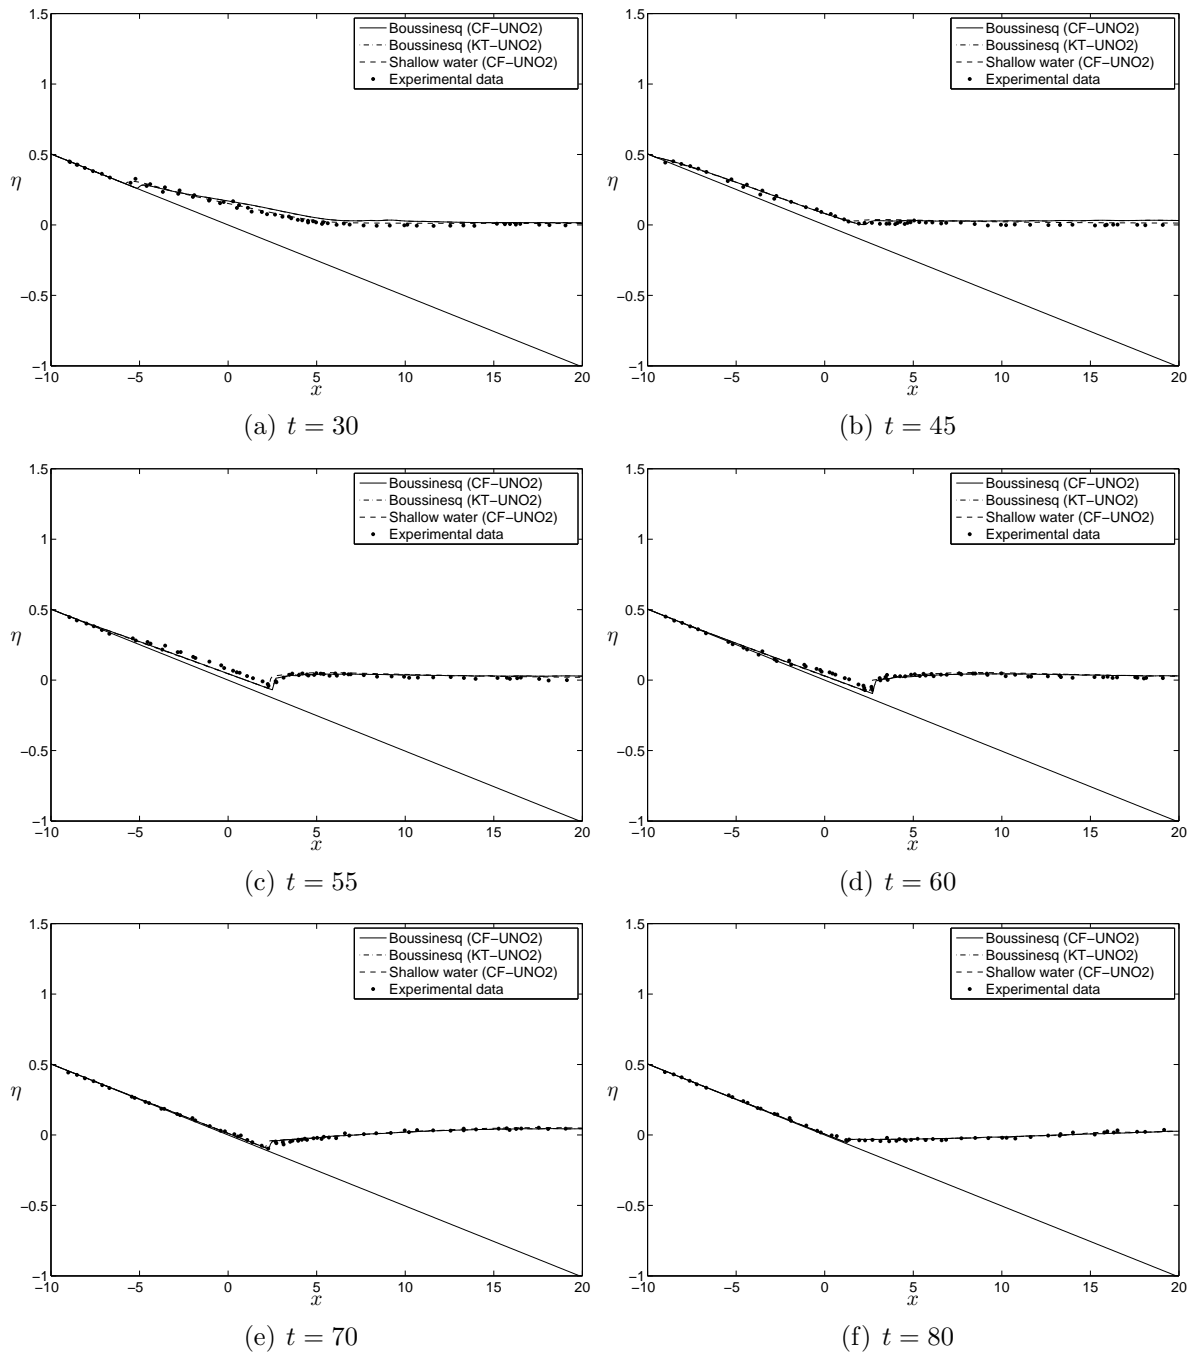 1.5
1
0.5
0
−0.5
−1
η
−10 −5 0 5 10 15 20
x
Boussinesq (CF−UNO2)
Boussinesq (KT−UNO2)
Shallow water (CF−UNO2)
Experimental data
(a) t = 30
1.5
1
0.5
0
−0.5
−1
η
−10 −5 0 5 10 15 20
x
Boussinesq (CF−UNO2)
Boussinesq (KT−UNO2)
Shallow water (CF−UNO2)
Experimental data
(b) t = 45
1.5
1
0.5
0
−0.5
−1
η
−10 −5 0 5 10 15 20
x
Boussinesq (CF−UNO2)
Boussinesq (KT−UNO2)
Shallow water (CF−UNO2)
Experimental data
(c) t = 55
1.5
1
0.5
0
−0.5
−1
η
−10 −5 0 5 10 15 20
x
Boussinesq (CF−UNO2)
Boussinesq (KT−UNO2)
Shallow water (CF−UNO2)
Experimental data
(d) t = 60
1.5
1
0.5
0
−0.5
−1
η
−10 −5 0 5 10 15 20
x
Boussinesq (CF−UNO2)
Boussinesq (KT−UNO2)
Shallow water (CF−UNO2)
Experimental data
(e) t = 70
1.5
1
0.5
0
−0.5
−1
η
−10 −5 0 5 10 15 20
x
Boussinesq (CF−UNO2)
Boussinesq (KT−UNO2)
Shallow water (CF−UNO2)
Experimental data
(f) t = 80